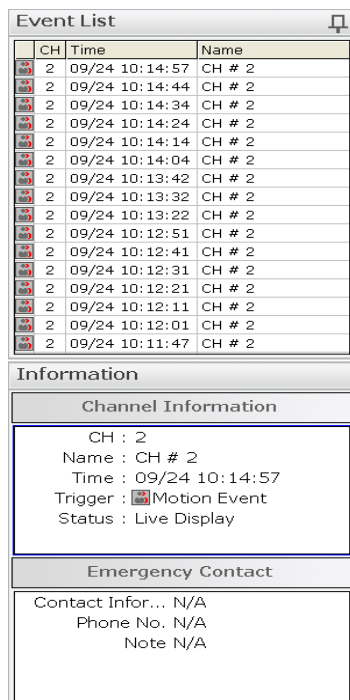 Event List
CH Time Name
2 09/24 10:14:57 CH # 2
2 09/24 10:14:44 CH # 2
2 09/24 10:14:34 CH # 2
2 09/24 10:14:24 CH # 2
2 09/24 10:14:14 CH # 2
2 09/24 10:14:04 CH # 2
2 09/24 10:13:42 CH # 2
2 09/24 10:13:32 CH # 2
2 09/24 10:13:22 CH # 2
2 09/24 10:12:51 CH # 2
2 09/24 10:12:41 CH # 2
2 09/24 10:12:31 CH # 2
2 09/24 10:12:21 CH # 2
2 09/24 10:12:11 CH # 2
2 09/24 10:12:01 CH # 2
2 09/24 10:11:47 CH # 2
Information
Channel Information
CH : 2
Name : CH # 2
Time : 09/24 10:14:57
Trigger : Motion Event
Status : Live Display
Emergency Contact
Contact Infor... N/A
Phone No. N/A
Note N/A